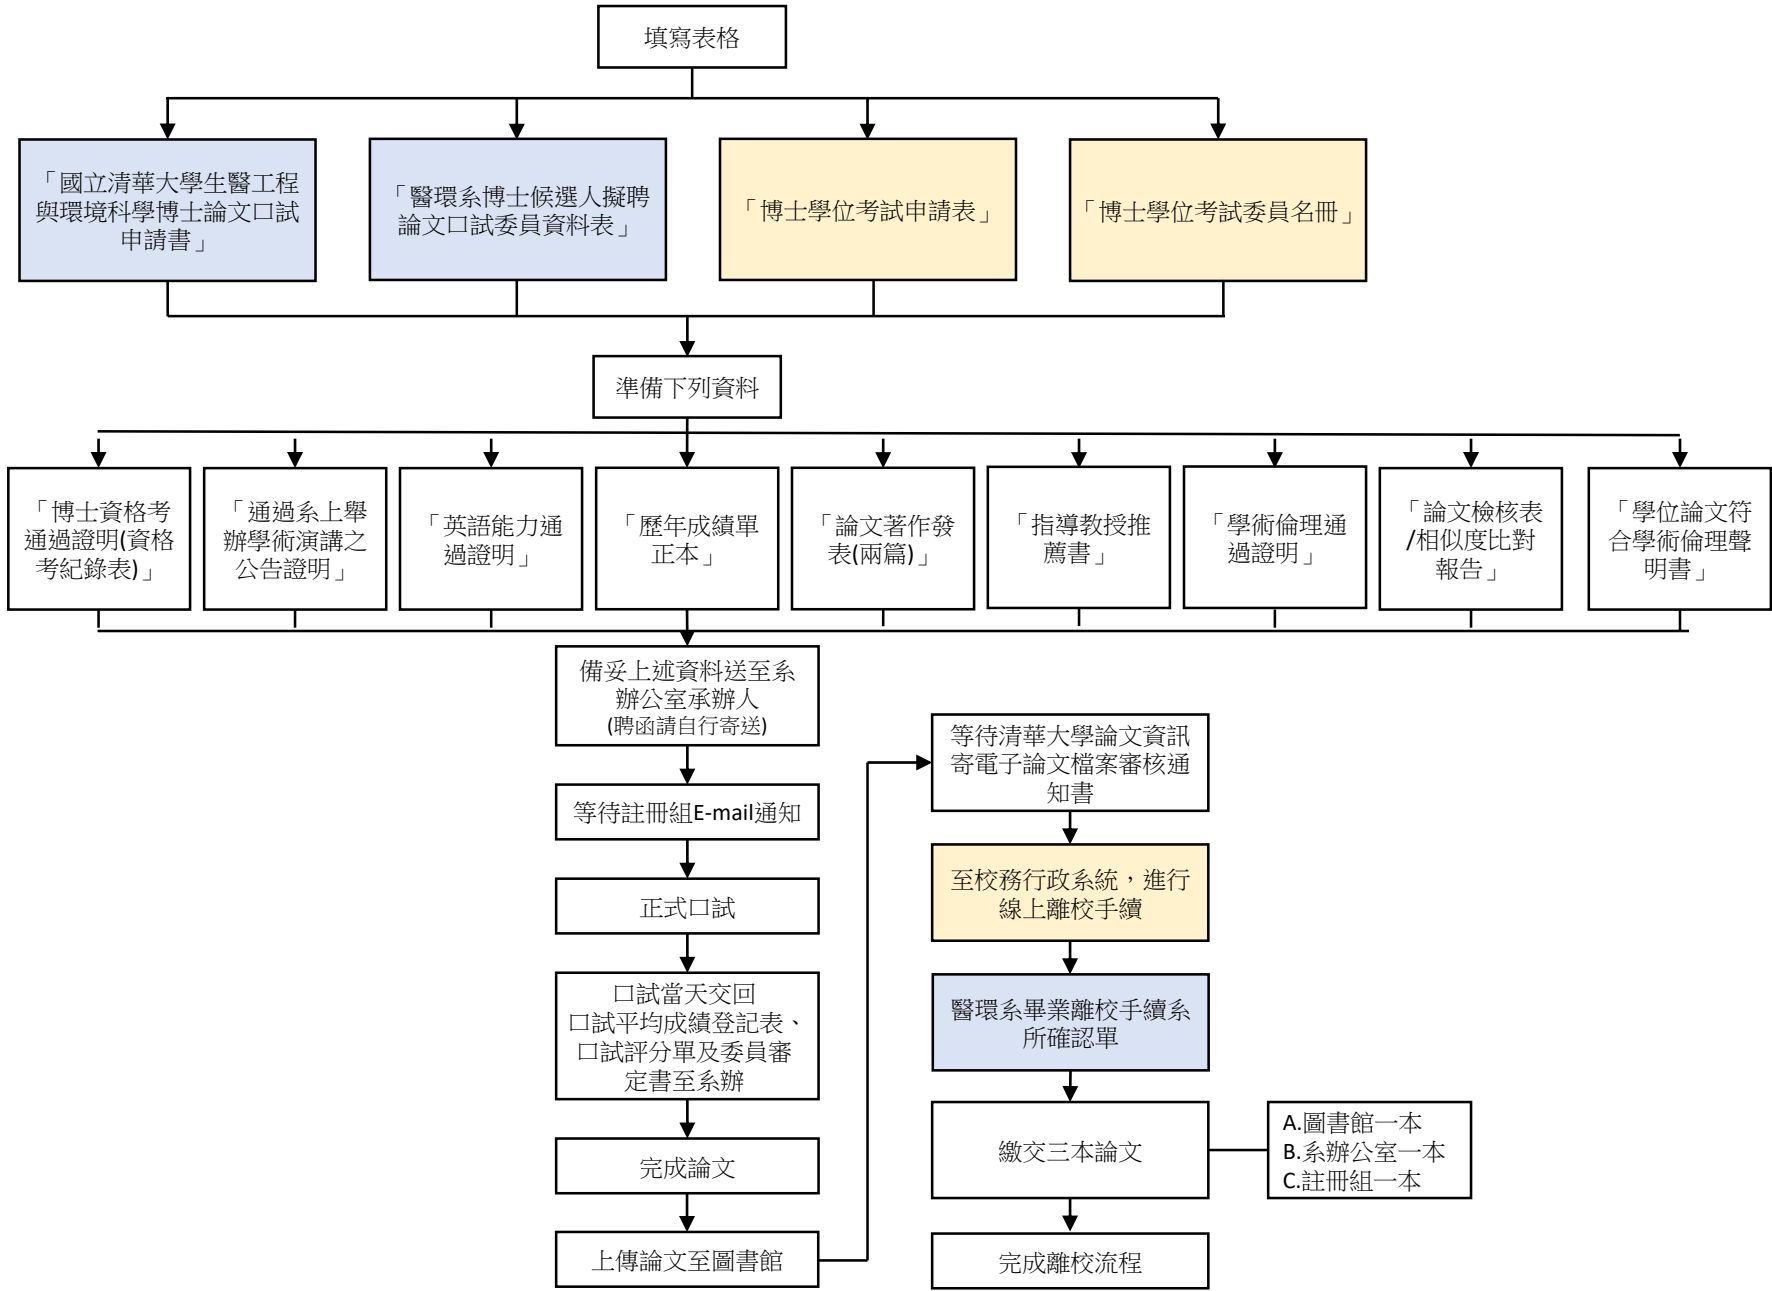 填寫表格
「國立清華大學生醫工程
與環境科學博士論文口試
申請書」
「醫環系博士候選人擬聘
論文口試委員資料表」
「博士學位考試申請表」
「博士學位考試委員名冊」
準備下列資料
「博士資格考
通過證明(資格
考紀錄表)」
「通過系上舉
辦學術演講之
公告證明」
「英語能力通
過證明」
「歷年成績單
正本」
「論文著作發
表(兩篇)」
「指導教授推
薦書」
「學術倫理通
過證明」
「論文檢核表
/相似度比對
報告」
「學位論文符
合學術倫理聲
明書」
備妥上述資料送至系
辦公室承辦人
(聘函請自行寄送)
等待註冊組E-mail通知
正式口試
口試當天交回
口試平均成績登記表、
口試評分單及委員審
定書至系辦
完成論文
上傳論文至圖書館
等待清華大學論文資訊
寄電子論文檔案審核通
知書
至校務行政系統，進行
線上離校手續
醫環系畢業離校手續系
所確認單
繳交三本論文
A.圖書館一本
B.系辦公室一本
C.註冊組一本
完成離校流程